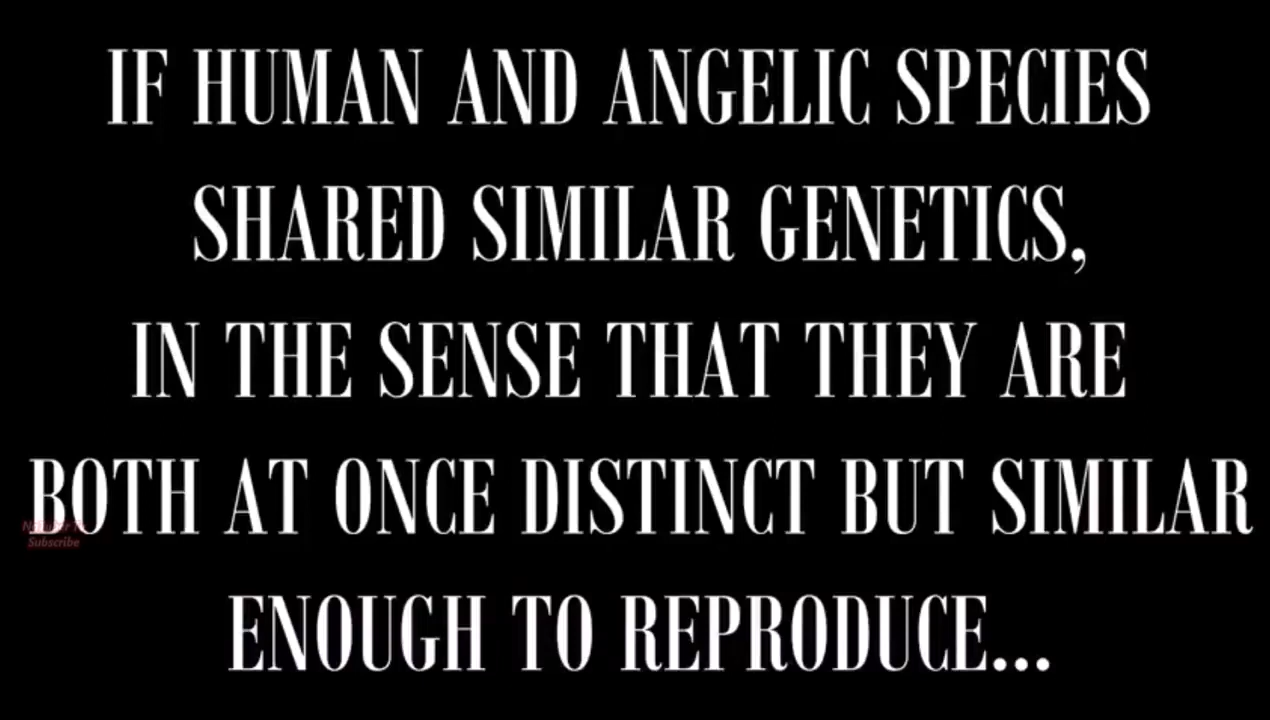 IF HUMAN AND ANGELIC SPECIES
SHARED SIMILAR GENETICS,
IN THE SENSE THAT THEY ARE
BOTH AT ONCE DISTINCT BUT SIMILAR
Subscribe
ENOUGH TO REPRODUCE...